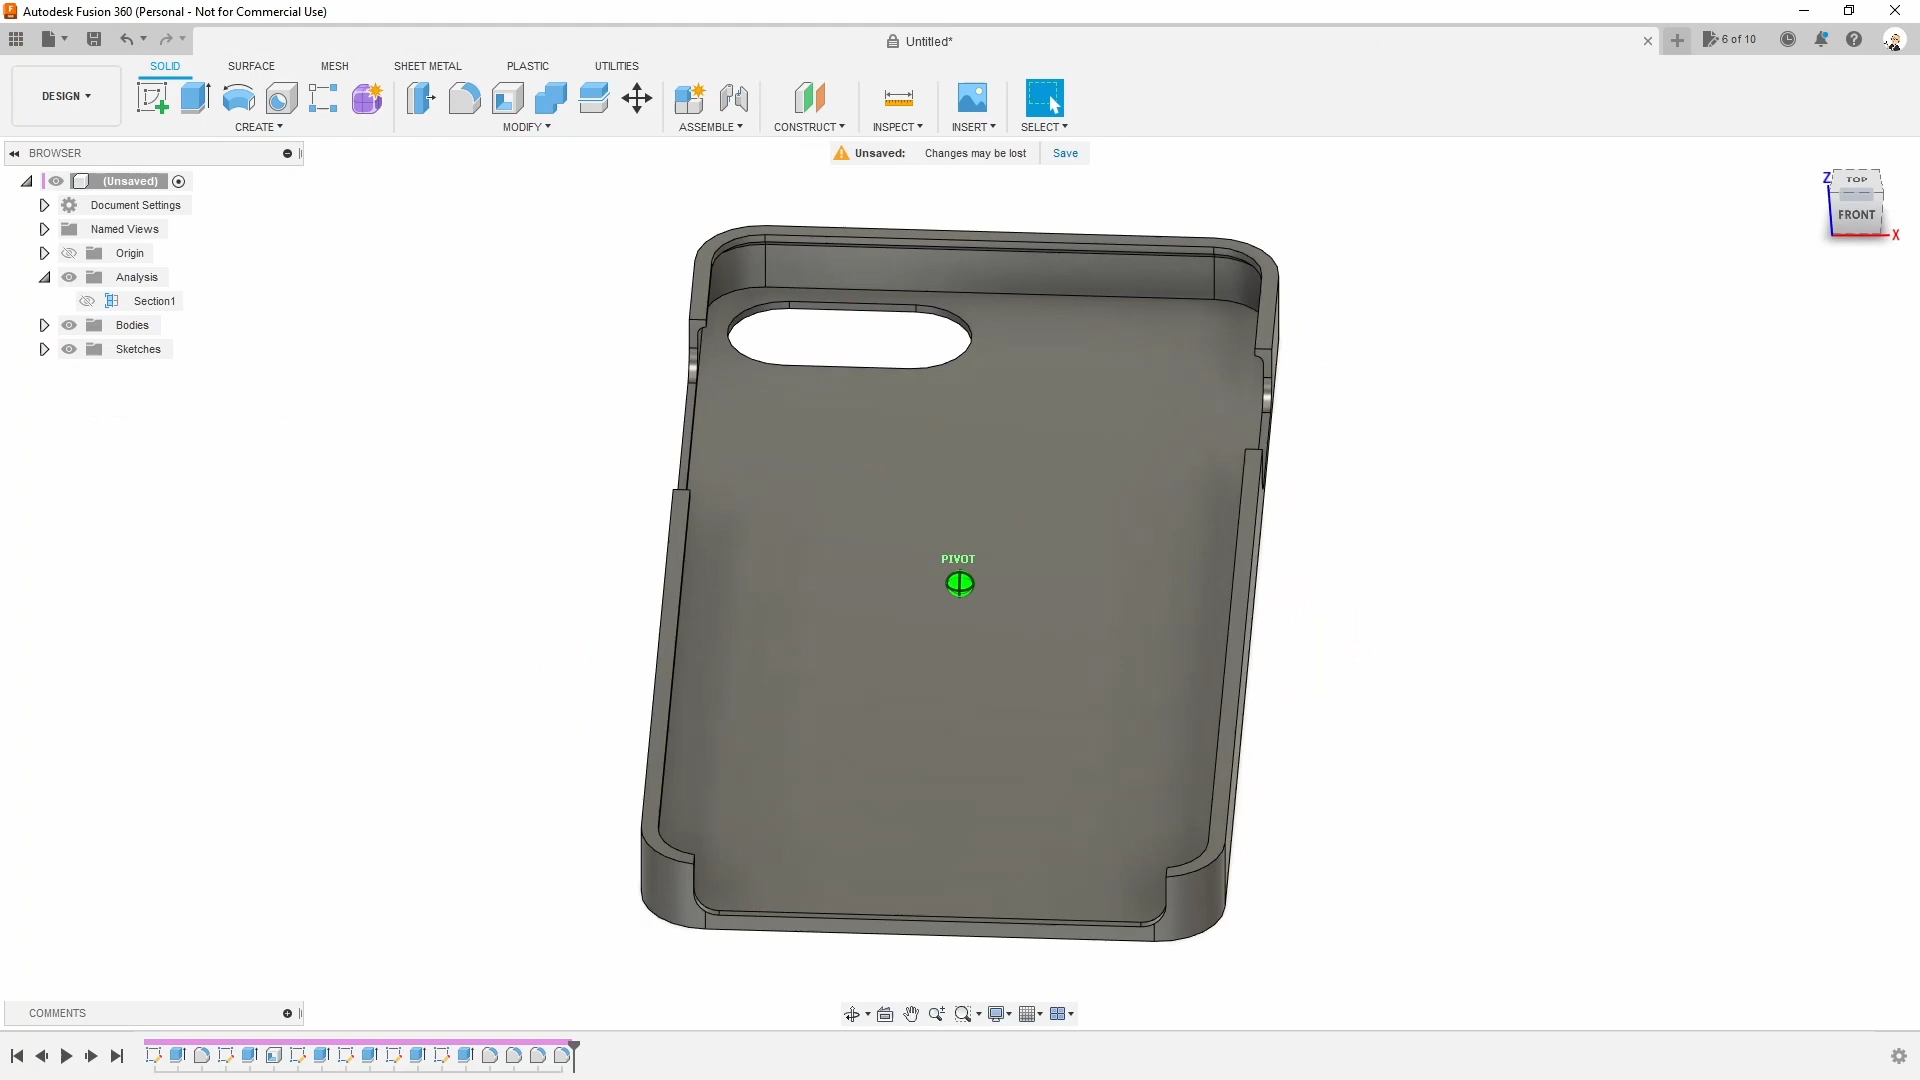 Autodesk Fusion 360 (Personal - Not for Commercial Use)
Untitled*
6 of 10
DESIGN
SOLID
SURFACE
MESH
SHEET METAL
PLASTIC
UTILITIES
CREATE
MODIFY
ASSEMBLE
CONSTRUCT
INSPECT
INSERT
SELECT
BROWSER
Unsaved: Changes may be lost Save
(Unsaved)
Document Settings
Named Views
Origin
Analysis
Section1
Bodies
Sketches
Z
TOP
FRONT
X
PIVOT
COMMENTS